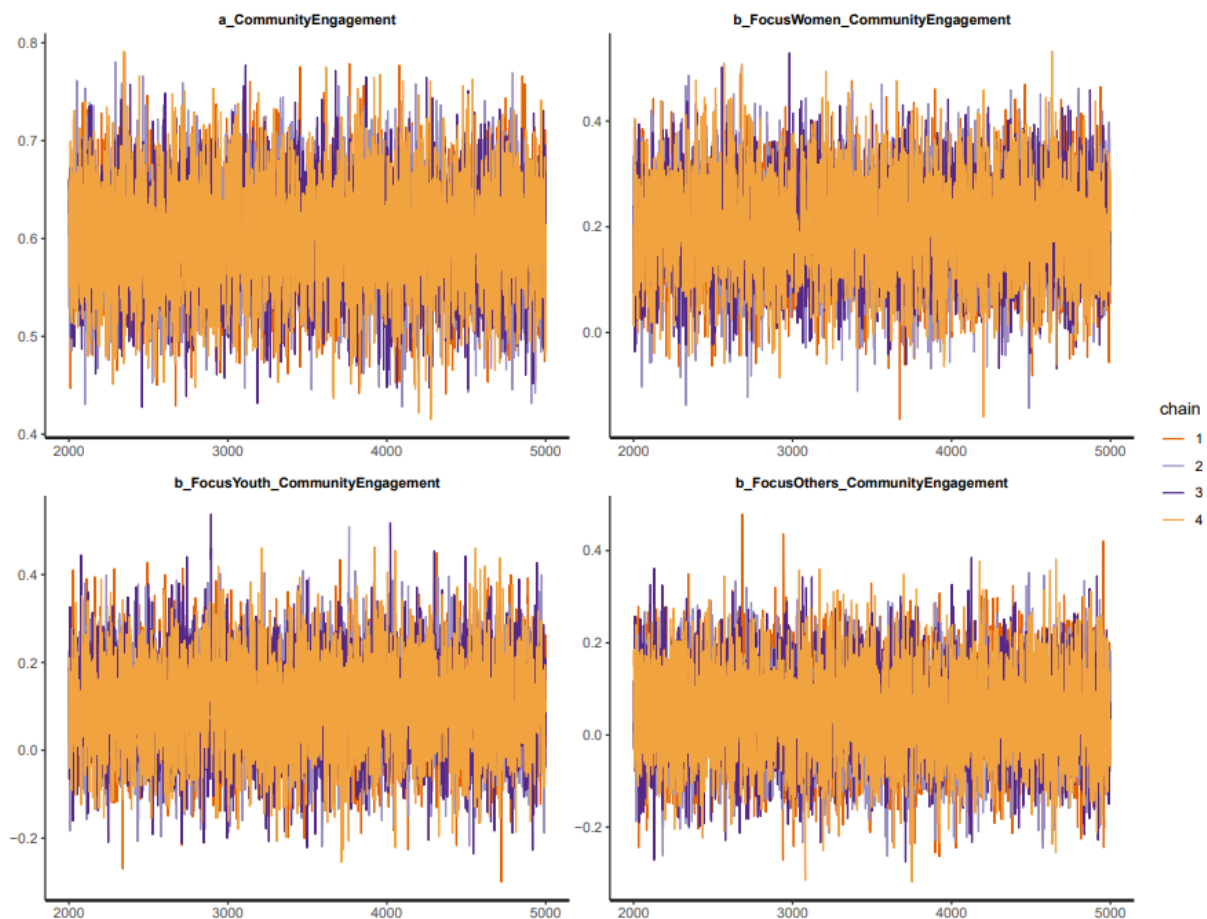 a_CommunityEngagement
0.8
0.7
0.6
0.5
0.4
2000 3000 4000 5000
b_FocusWomen_CommunityEngagement
0.4
0.2
0.0
2000 3000 4000 5000
b_FocusYouth_CommunityEngagement
0.4
0.2
0.0
−0.2
2000 3000 4000 5000
b_FocusOthers_CommunityEngagement
0.4
0.2
0.0
−0.2
2000 3000 4000 5000
chain
1
2
3
4